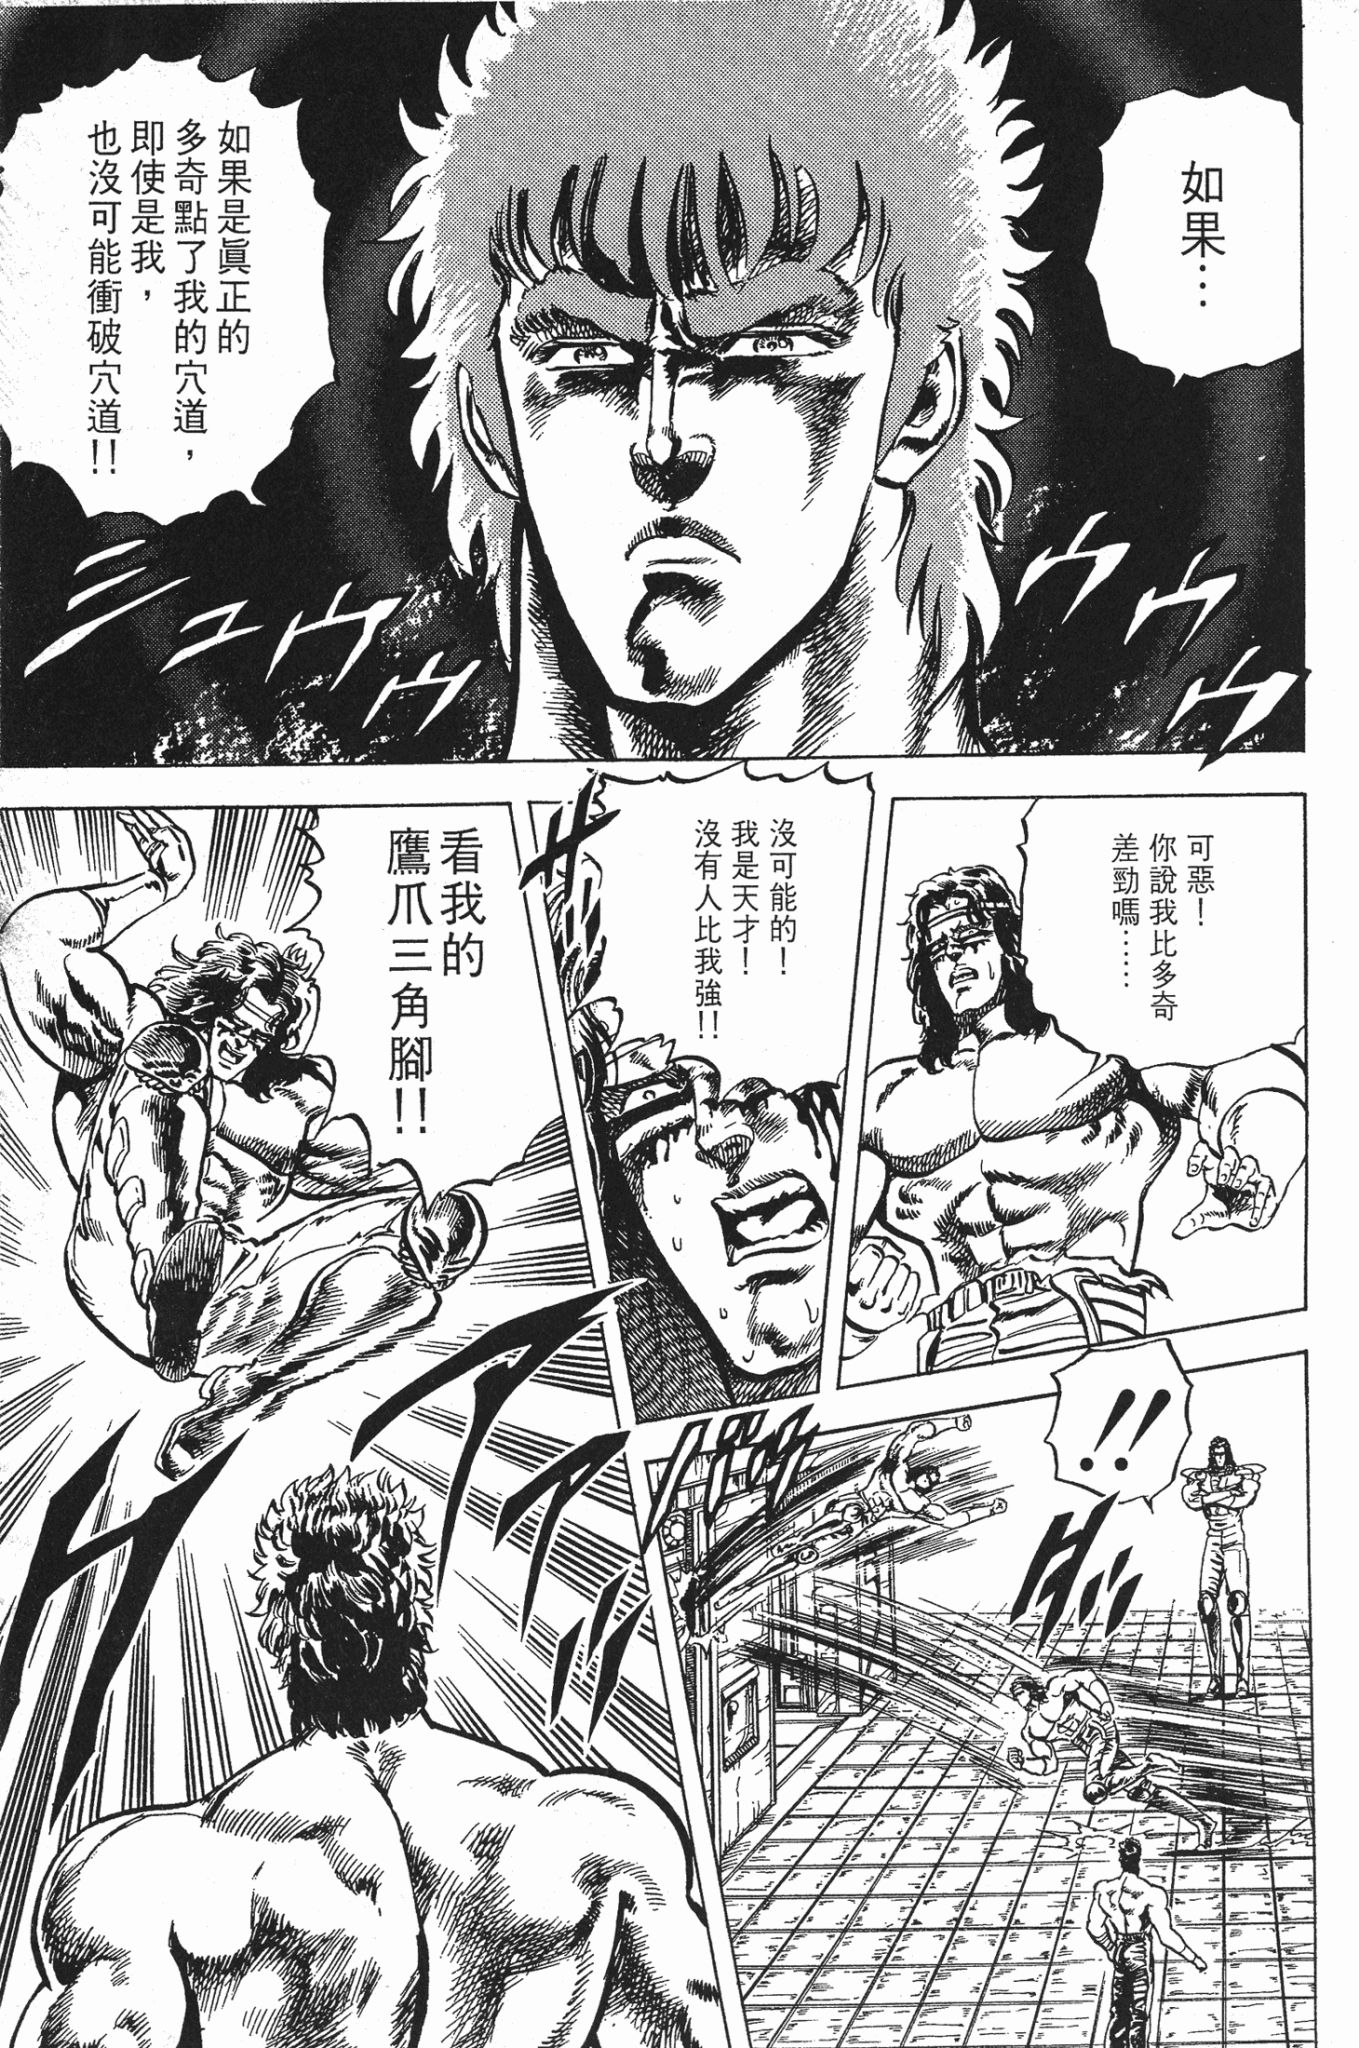 如果…
如果是眞正的
多奇點了我的穴道，
即使是我，
也沒可能衝破穴道!!
シュウウウウウ
可惡！
你說我比多奇
差勁嗎……
沒可能的！
我是天才！
沒有人比我強!!
!!
看我的
鷹爪三角腳!!